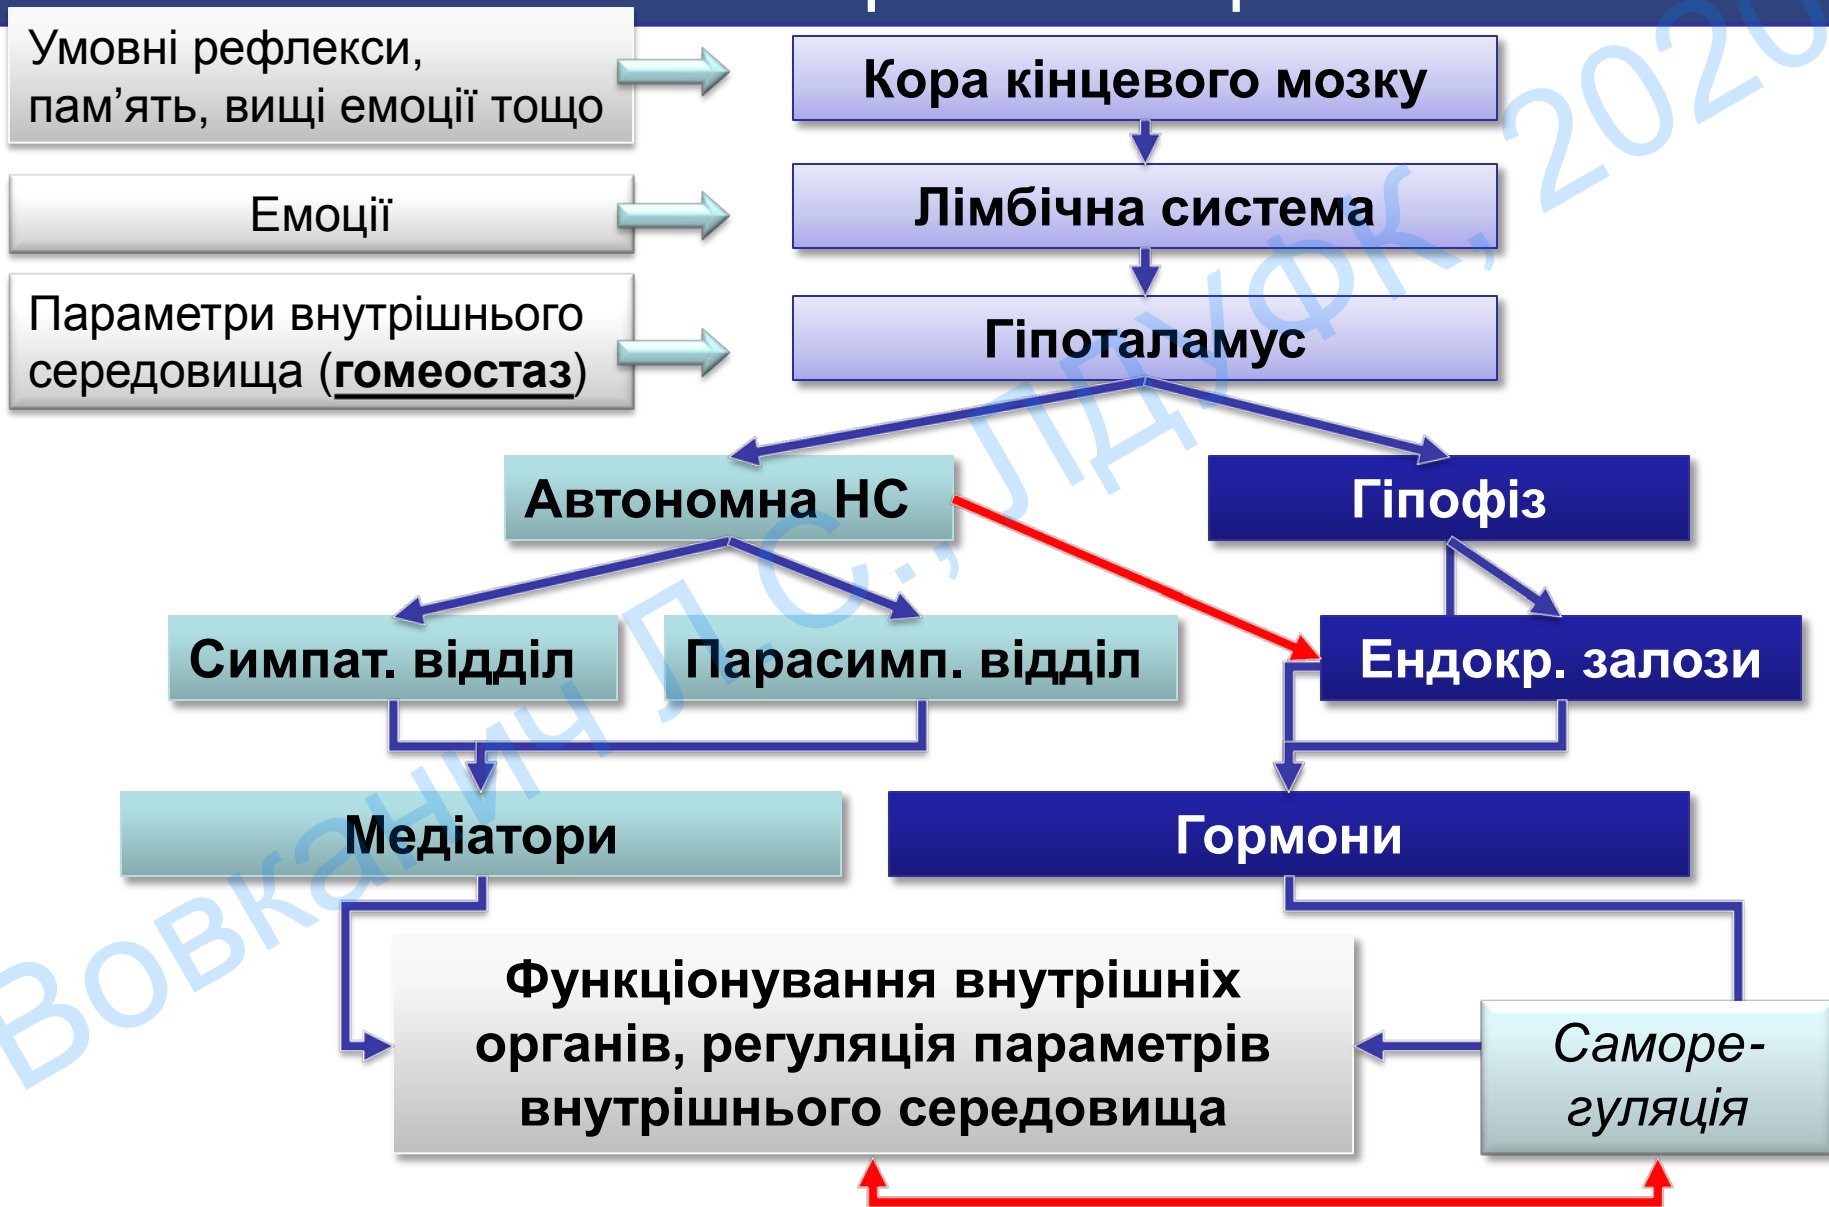 Умовні рефлекси,
пам’ять, вищі емоції тощо
Кора кінцевого мозку
Емоції
Лімбічна система
Параметри внутрішнього
середовища (гомеостаз)
Гіпоталамус
Автономна НС
Гіпофіз
Симпат. відділ
Парасимп. відділ
Ендокр. залози
Медіатори
Гормони
Функціонування внутрішніх
органів, регуляція параметрів
внутрішнього середовища
Саморе-
гуляція
Вовканич Л.С., ЛДУФК, 2020